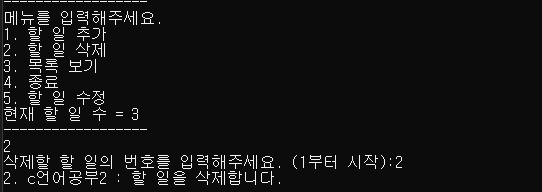 ------------------
메뉴를 입력해주세요.
1. 할 일 추가
2. 할 일 삭제
3. 목록 보기
4. 종료
5. 할 일 수정
현재 할 일 수 = 3
------------------
2
삭제할 할 일의 번호를 입력해주세요. (1부터 시작):2
2. c언어공부2 : 할 일을 삭제합니다.